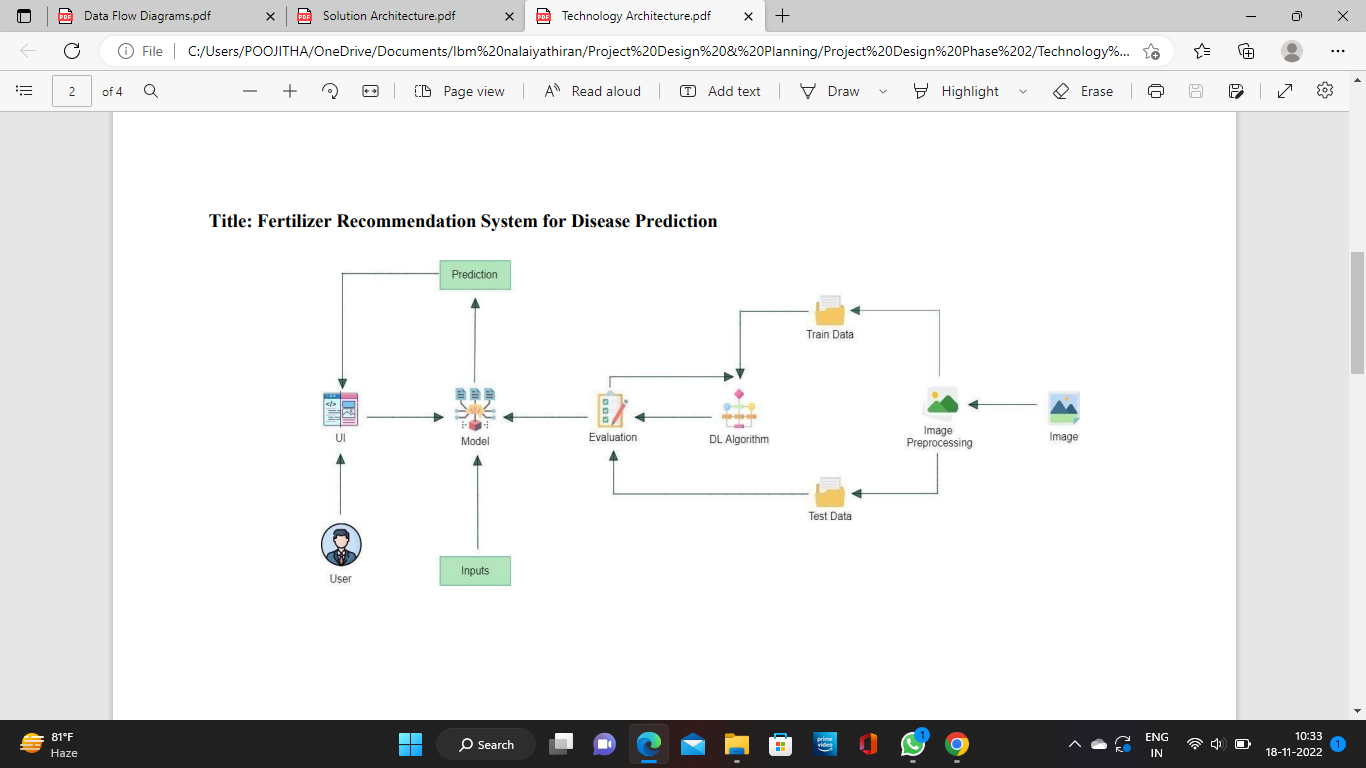 Data Flow Diagrams.pdf
Solution Architecture.pdf
Technology Architecture.pdf
File
C:/Users/POOJITHA/OneDrive/Documents/Ibm%20nalaiyathiran/Project%20Design%20&%20Planning/Project%20Design%20Phase%202/Technology%...
2
of 4
Page view
Read aloud
Add text
Draw
Highlight
Erase
Title: Fertilizer Recommendation System for Disease Prediction
Prediction
Train Data
UI
Model
Evaluation
DL Algorithm
Image
Preprocessing
Image
Test Data
User
Inputs
81°F
Haze
Search
prime
video
1
ENG
IN
10:33
18-11-2022
1